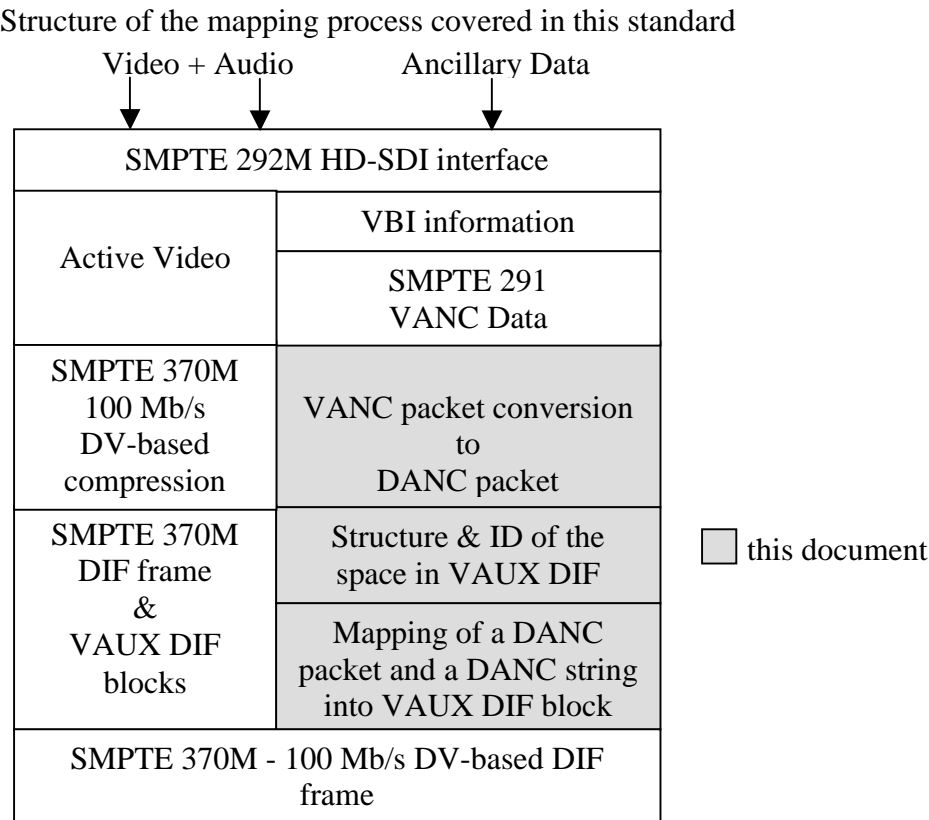 Structure of the mapping process covered in this standard
Video + Audio
Ancillary Data
SMPTE 292M HD-SDI interface
Active Video
VBI information
SMPTE 291
VANC Data
SMPTE 370M
100 Mb/s
DV-based
compression
VANC packet conversion
to
DANC packet
SMPTE 370M
DIF frame
&
VAUX DIF
blocks
Structure & ID of the
space in VAUX DIF
Mapping of a DANC
packet and a DANC string
into VAUX DIF block
this document
SMPTE 370M - 100 Mb/s DV-based DIF
frame